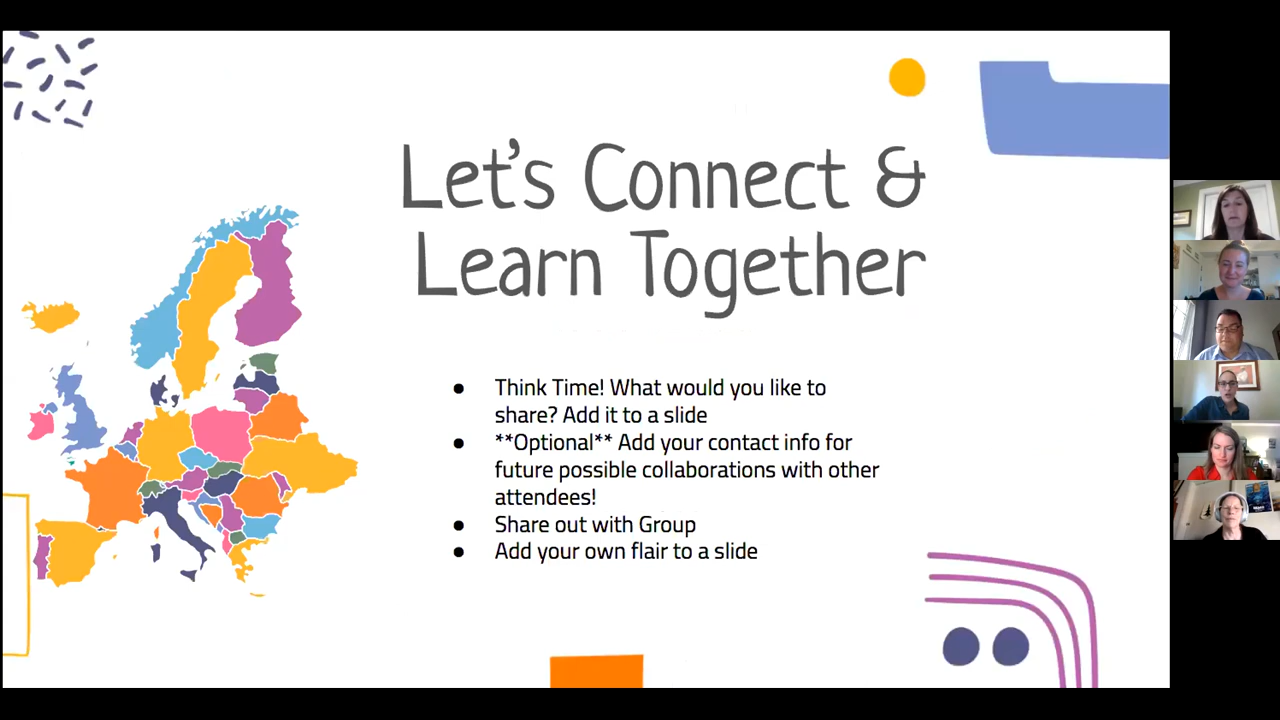 Let's Connect &
Learn Together
● Think Time! What would you like to
share? Add it to a slide
● **Optional** Add your contact info for
future possible collaborations with other
attendees!
● Share out with Group
● Add your own flair to a slide